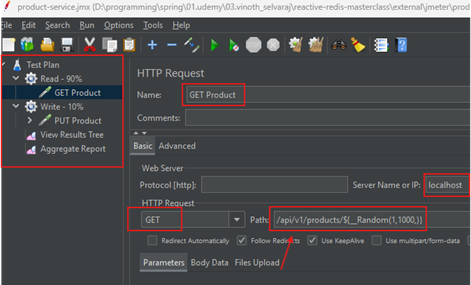 product-service.jmx (D:\programming\spring\01.udemy\03.vinoth_selvaraj\reactive-redis-masterclass\external\jmeter\prod
File Edit Search Run Options Tools Help
Test Plan
Read - 90%
GET Product
Write - 10%
PUT Product
View Results Tree
Aggregate Report
HTTP Request
Name: GET Product
Comments:
Basic Advanced
Web Server
Protocol [http]: Server Name or IP: localhost
HTTP Request
GET Path: /api/v1/products/${__Random(1,1000,)}
Redirect Automatically Follow Redirects Use KeepAlive Use multipart/form-data
Parameters Body Data Files Upload